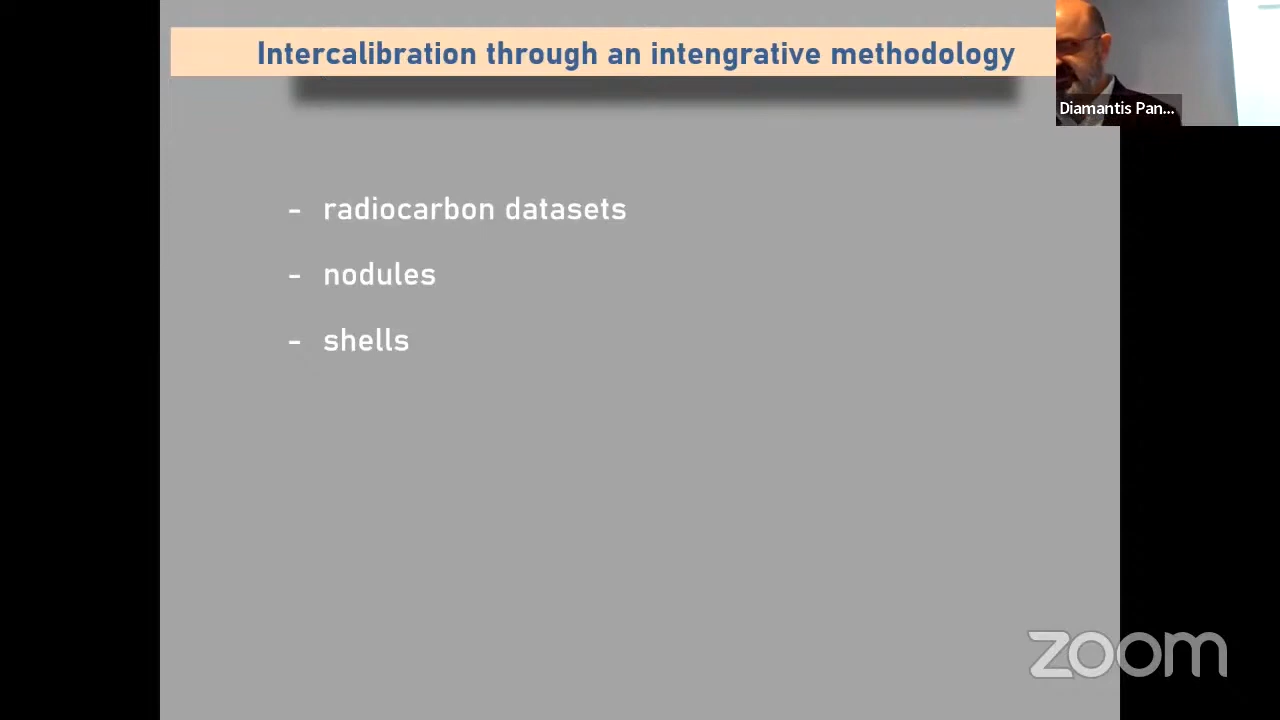 Intercalibration through an intengrative methodology
Diamantis Pan...
- radiocarbon datasets
- nodules
- shells
zoom